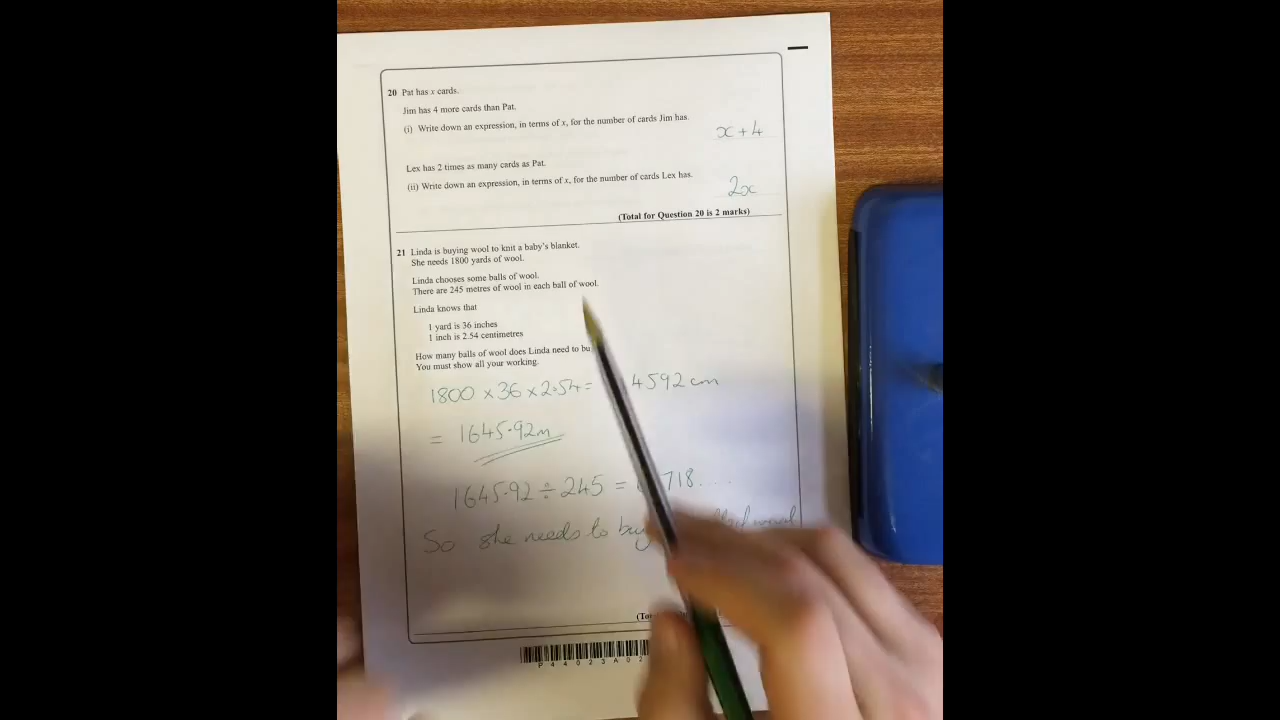 20 Pat has x cards.
Jim has 4 more cards than Pat.
(i) Write down an expression, in terms of x, for the number of cards Jim has.
x + 4
Lex has 2 times as many cards as Pat.
(ii) Write down an expression, in terms of x, for the number of cards Lex has.
2x
(Total for Question 20 is 2 marks)
21 Linda is buying wool to knit a baby's blanket.
She needs 1800 yards of wool.
Linda chooses some balls of wool.
There are 245 metres of wool in each ball of wool.
Linda knows that
1 yard is 36 inches
1 inch is 2.54 centimetres
How many balls of wool does Linda need to
You must show all your working.
1800 × 36 × 2.54 = 4592 cm
= 1645.92m
1645.92 ÷ 245 = 718....
So she needs to buy